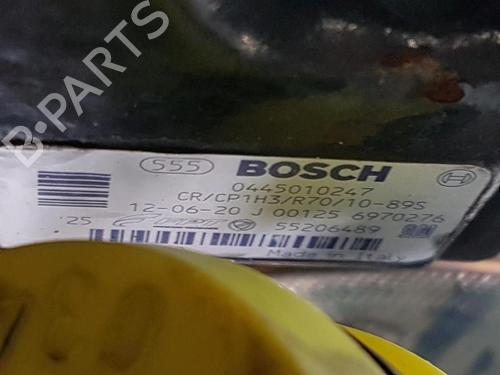 B-PARTS
555 BOSCH
0445010247
CR/CP1H3/R70/10-89S
12-06-20 J 00125 6970276
25 55206489
Made in Italy